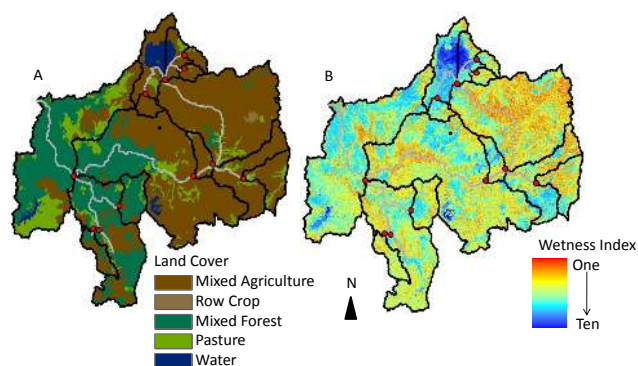 A
B
Land Cover
Mixed Agriculture
Row Crop
Mixed Forest
Pasture
Water
N
Wetness Index
One
Ten